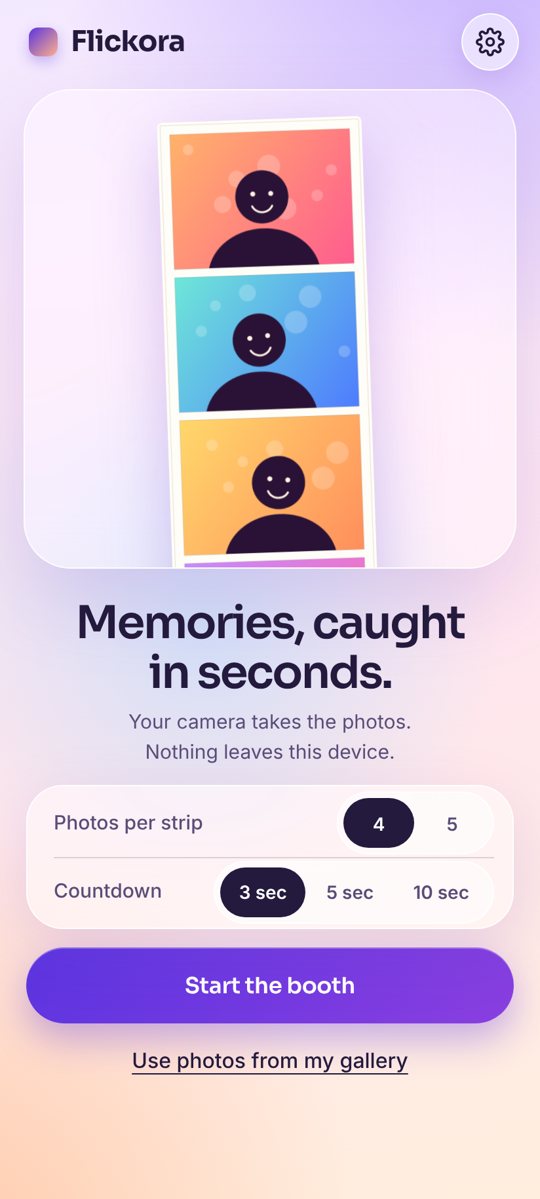 Flickora
Memories, caught
in seconds.
Your camera takes the photos.
Nothing leaves this device.
Photos per strip 4 5
Countdown 3 sec 5 sec 10 sec
Start the booth
Use photos from my gallery